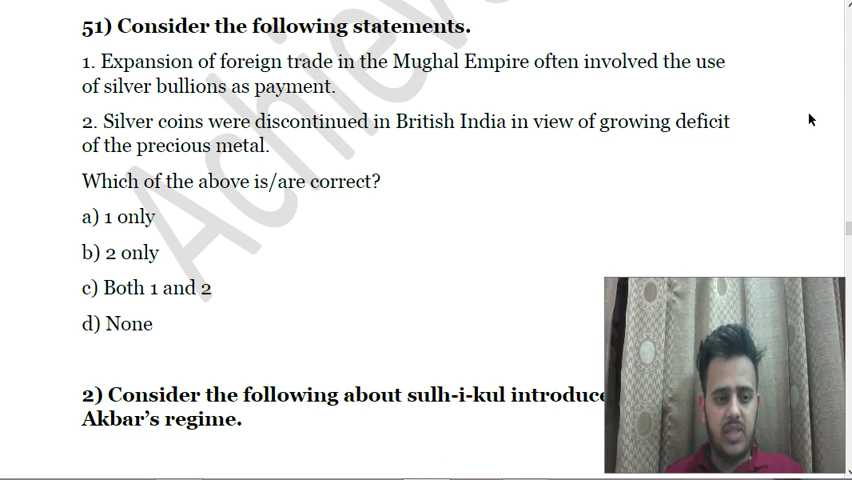 51) Consider the following statements.
1. Expansion of foreign trade in the Mughal Empire often involved the use
of silver bullions as payment.
2. Silver coins were discontinued in British India in view of growing deficit
of the precious metal.
Which of the above is/are correct?
a) 1 only
b) 2 only
c) Both 1 and 2
d) None
2) Consider the following about sulh-i-kul introduce
Akbar's regime.
Achieve